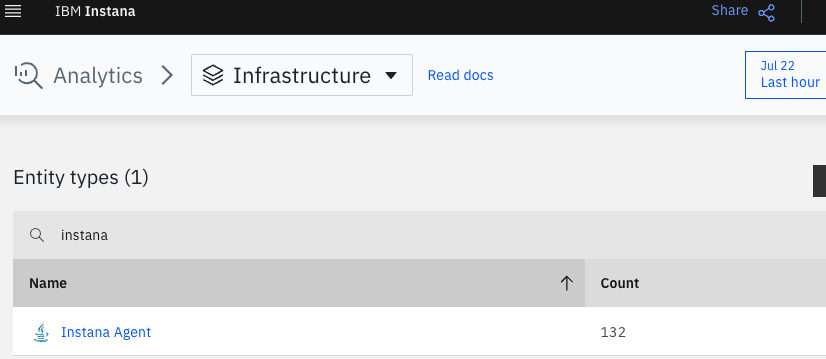 IBM Instana
Share
Analytics
Infrastructure
Read docs
Jul 22
Last hour
Entity types (1)
instana
Name
Count
Instana Agent
132